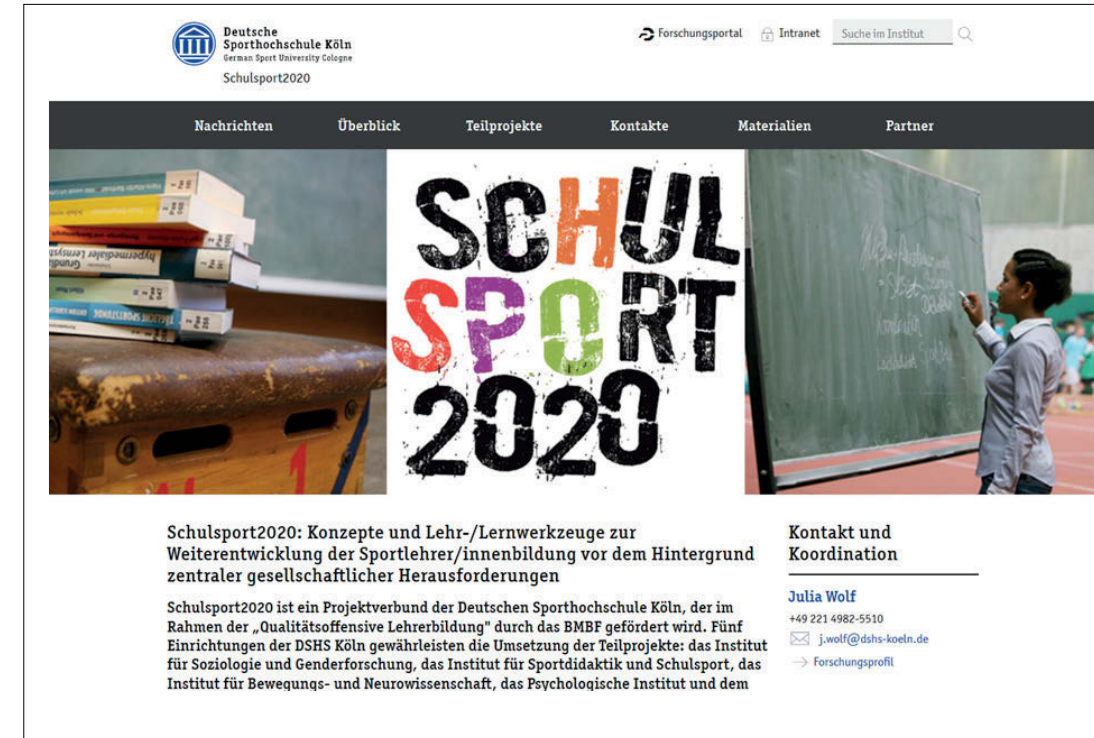 Deutsche
Sporthochschule Köln
German Sport University Cologne
Schulsport2020
Forschungsportal
Intranet
Suche im Institut
Nachrichten
Überblick
Teilprojekte
Kontakte
Materialien
Partner
hypermedialer Lernsysteme
TÄGLICHE SPORTSTUNDE
SCHUL
SPORT
2020
Schulsport2020: Konzepte und Lehr-/Lernwerkzeuge zur
Weiterentwicklung der Sportlehrer/innenbildung vor dem Hintergrund
zentraler gesellschaftlicher Herausforderungen
Schulsport2020 ist ein Projektverbund der Deutschen Sporthochschule Köln, der im
Rahmen der „Qualitätsoffensive Lehrerbildung" durch das BMBF gefördert wird. Fünf
Einrichtungen der DSHS Köln gewährleisten die Umsetzung der Teilprojekte: das Institut
für Soziologie und Genderforschung, das Institut für Sportdidaktik und Schulsport, das
Institut für Bewegungs- und Neurowissenschaft, das Psychologische Institut und dem
Kontakt und
Koordination
Julia Wolf
+49 221 4982-5510
j.wolf@dshs-koeln.de
Forschungsprofil